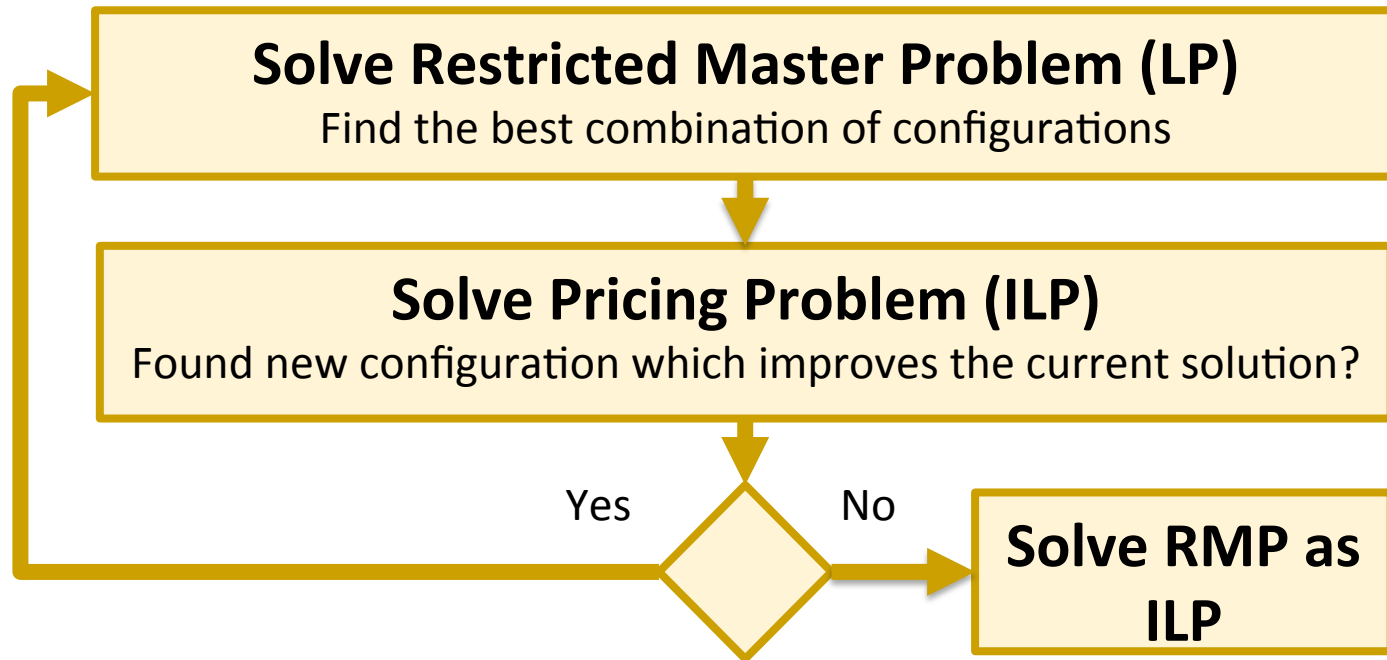 Solve Restricted Master Problem (LP)
Find the best combination of configurations
Solve Pricing Problem (ILP)
Found new configuration which improves the current solution?
Yes
No
Solve RMP as
ILP